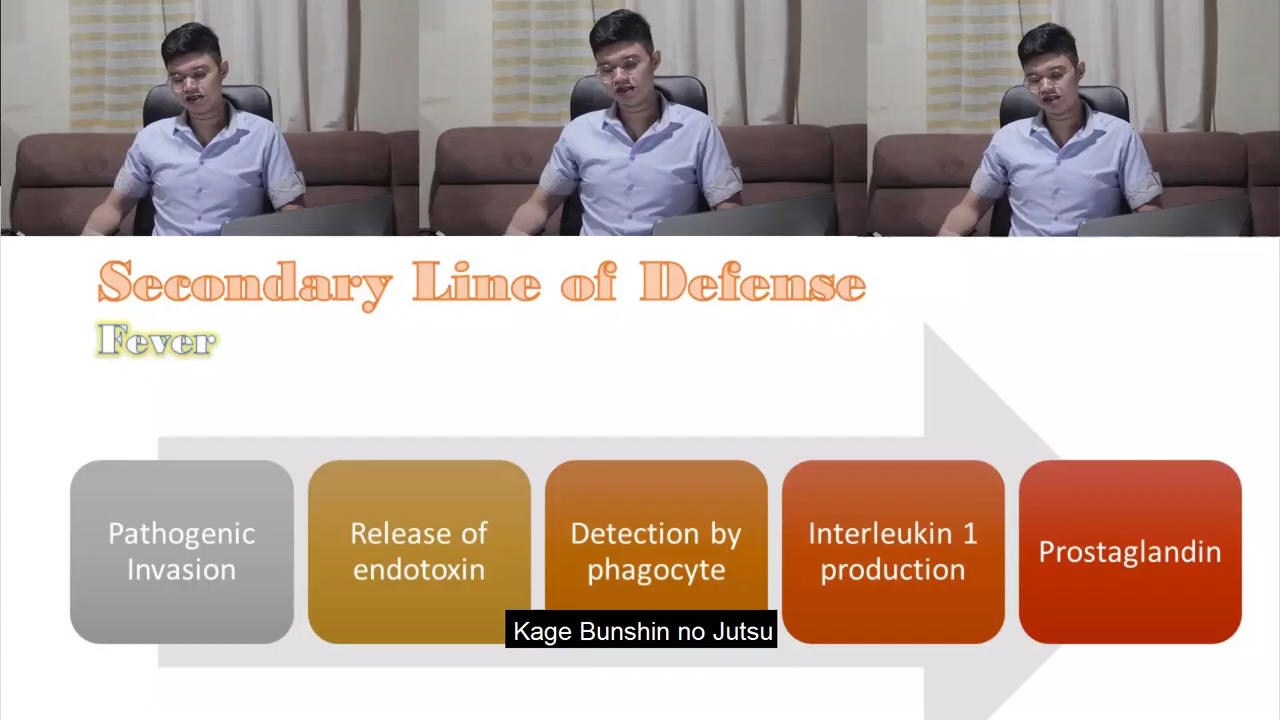 Secondary Line of Defense
Fever
Pathogenic
Invasion
Release of
endotoxin
Detection by
phagocyte
Interleukin 1
production
Prostaglandin
Kage Bunshin no Jutsu